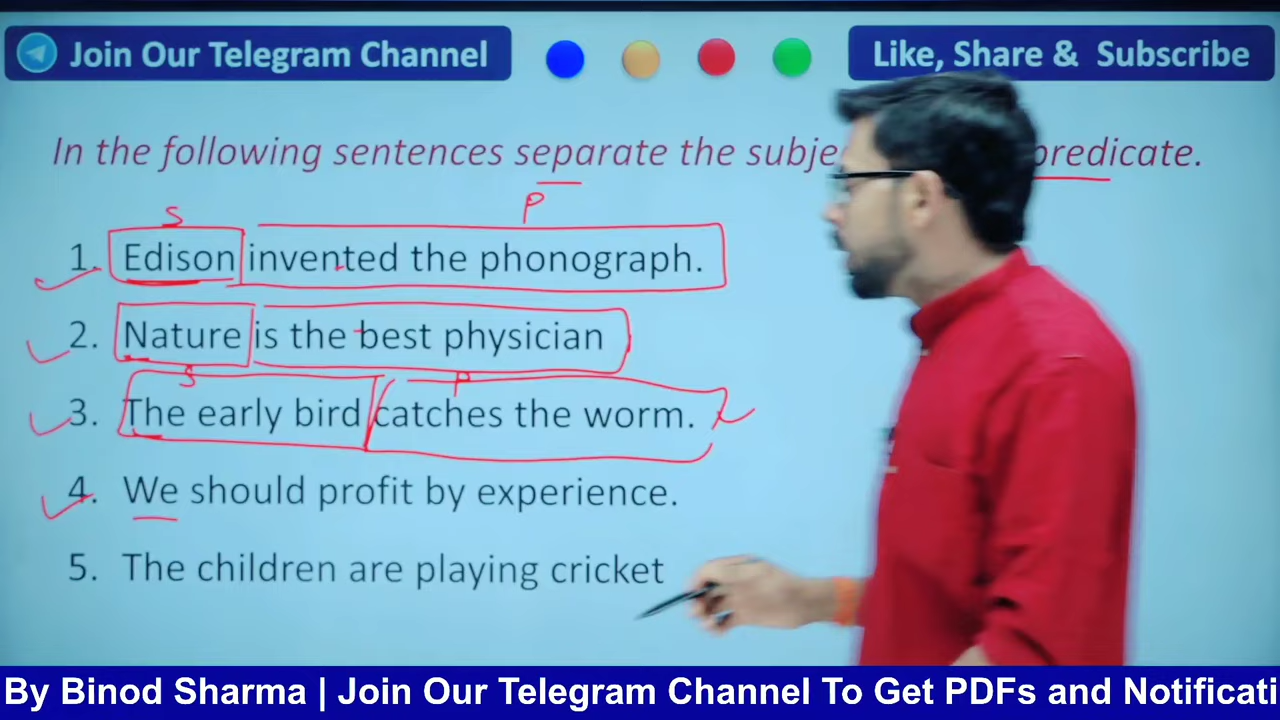 Join Our Telegram Channel
Like, Share & Subscribe
In the following sentences separate the subje predicate.
S
P
1. Edison invented the phonograph.
2. Nature is the best physician
S
P
3. The early bird catches the worm.
4. We should profit by experience.
5. The children are playing cricket
By Binod Sharma | Join Our Telegram Channel To Get PDFs and Notificati